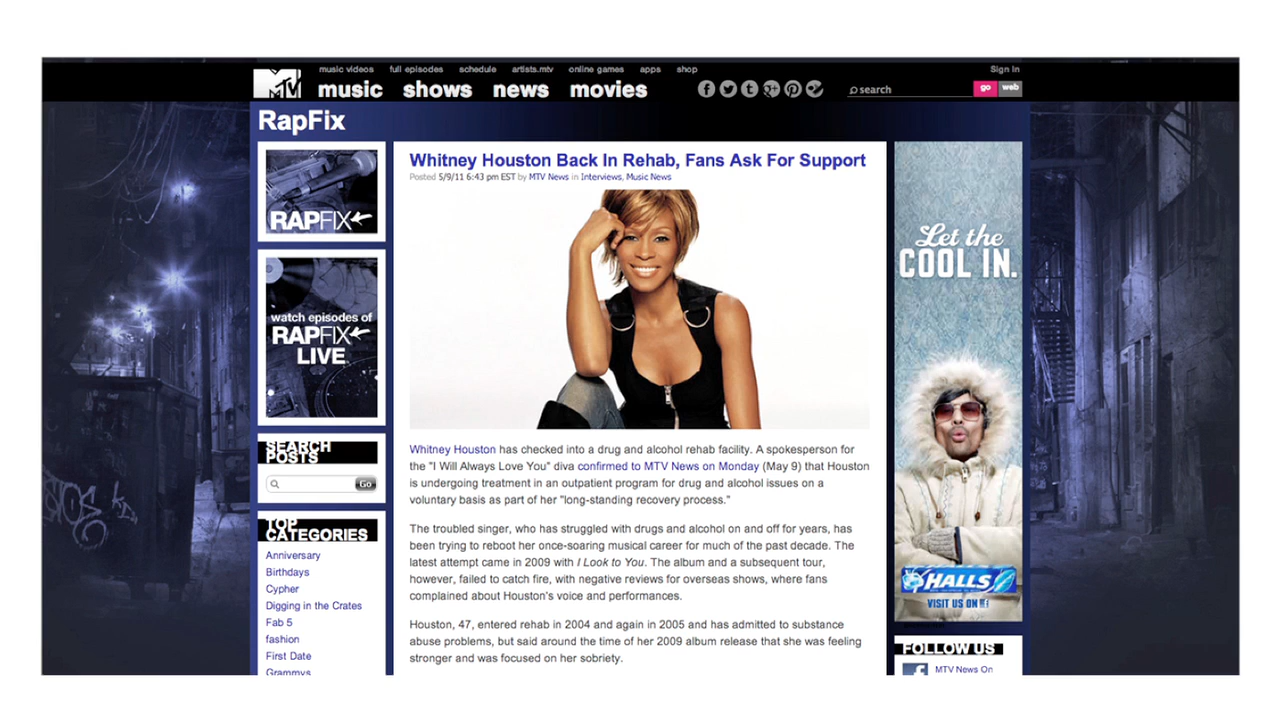 music videos full episodes schedule artists.mtv online games apps shop Sign In
MTV music shows news movies search go web
RapFix
RAPFIX
watch episodes of
RAPFIX
LIVE
SEARCH
POSTS
Go
TOP
CATEGORIES
Anniversary
Birthdays
Cypher
Digging in the Crates
Fab 5
fashion
First Date
Grammys
Whitney Houston Back In Rehab, Fans Ask For Support
Posted 5/9/11 6:43 pm EST by MTV News in Interviews, Music News
Whitney Houston has checked into a drug and alcohol rehab facility. A spokesperson for
the "I Will Always Love You" diva confirmed to MTV News on Monday (May 9) that Houston
is undergoing treatment in an outpatient program for drug and alcohol issues on a
voluntary basis as part of her "long-standing recovery process."
The troubled singer, who has struggled with drugs and alcohol on and off for years, has
been trying to reboot her once-soaring musical career for much of the past decade. The
latest attempt came in 2009 with I Look to You. The album and a subsequent tour,
however, failed to catch fire, with negative reviews for overseas shows, where fans
complained about Houston's voice and performances.
Houston, 47, entered rehab in 2004 and again in 2005 and has admitted to substance
abuse problems, but said around the time of her 2009 album release that she was feeling
stronger and was focused on her sobriety.
Let the
COOL IN.
HALLS
VISIT US ON
FOLLOW US
MTV News On